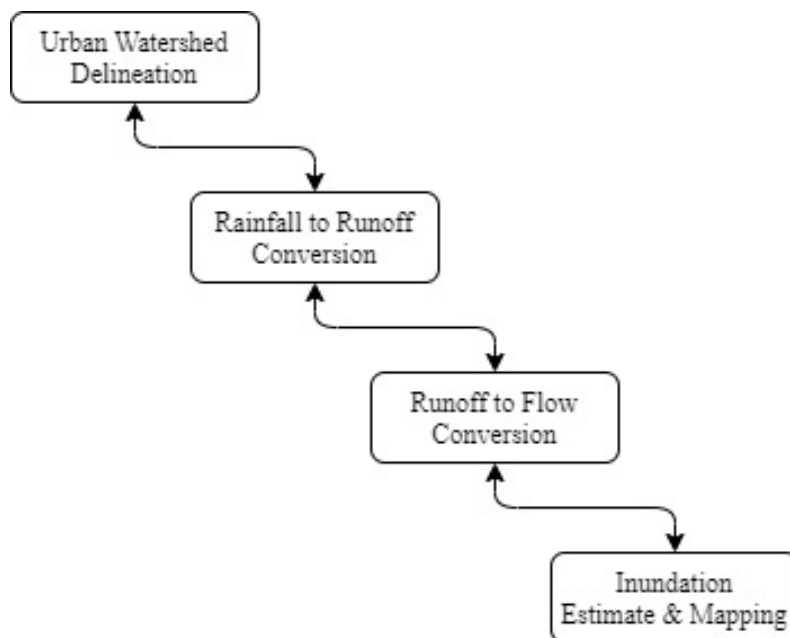 Urban Watershed
Delineation
Rainfall to Runoff
Conversion
Runoff to Flow
Conversion
Inundation
Estimate & Mapping